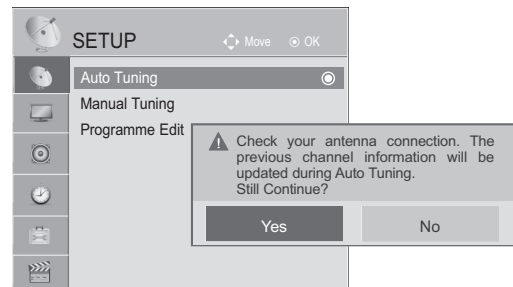 SETUP Move OK
Auto Tuning
Manual Tuning
Programme Edit
Check your antenna connection. The
previous channel information will be
updated during Auto Tuning.
Still Continue?
Yes No